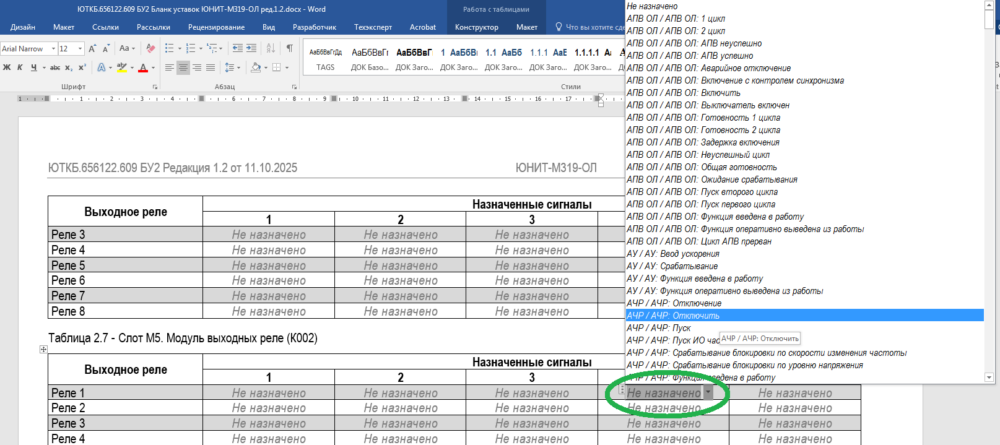 ЮТКБ.656122.609 БУ2 Бланк уставок ЮНИТ-М319-ОЛ ред.1.2.docx - Word
Работа с таблицами
Дизайн Макет Ссылки Рассылки Рецензирование Вид Разработчик Техэксперт Acrobat Конструктор Макет Что вы хотите сде
Arial Narrow 12 А А Аа
Ж К Ч abc x₂ x² А ab А
АаБбВвГгДд АаБбВвГг АаБбВвГ 1 АаБбВı 1.1 АаБб 1.1.1 АаЕ 1.1.1.1 Аа
TAGS ДОК Базо... ДОК Заго... ДОК Заго... ДОК Заго... ДОК Заго... ДОК Заго...
Шрифт Абзац Стили
1 1 2 3 4 5 6 7 8 9 10 11 12 13 14 15 16 17
ЮТКБ.656122.609 БУ2 Редакция 1.2 от 11.10.2025 ЮНИТ-М319-ОЛ
Выходное реле Назначенные сигналы
1 2 3
Реле 3 Не назначено Не назначено Не назначено
Реле 4 Не назначено Не назначено Не назначено
Реле 5 Не назначено Не назначено Не назначено
Реле 6 Не назначено Не назначено Не назначено
Реле 7 Не назначено Не назначено Не назначено
Реле 8 Не назначено Не назначено Не назначено
Таблица 2.7 - Слот М5. Модуль выходных реле (К002)
Выходное реле Назначенные сигналы
1 2 3
Реле 1 Не назначено Не назначено Не назначено Не назначено Не назначено
Реле 2 Не назначено Не назначено Не назначено Не назначено Не назначено
Реле 3 Не назначено Не назначено Не назначено Не назначено Не назначено
Реле 4 Не назначено Не назначено Не назначено Не назначено Не назначено
Не назначено
АПВ ОЛ / АПВ ОЛ: 1 цикл
АПВ ОЛ / АПВ ОЛ: 2 цикл
АПВ ОЛ / АПВ ОЛ: АПВ неуспешно
АПВ ОЛ / АПВ ОЛ: АПВ успешно
АПВ ОЛ / АПВ ОЛ: Аварийное отключение
АПВ ОЛ / АПВ ОЛ: Включение с контролем синхронизма
АПВ ОЛ / АПВ ОЛ: Включить
АПВ ОЛ / АПВ ОЛ: Выключатель включен
АПВ ОЛ / АПВ ОЛ: Готовность 1 цикла
АПВ ОЛ / АПВ ОЛ: Готовность 2 цикла
АПВ ОЛ / АПВ ОЛ: Задержка включения
АПВ ОЛ / АПВ ОЛ: Неуспешный цикл
АПВ ОЛ / АПВ ОЛ: Общая готовность
АПВ ОЛ / АПВ ОЛ: Ожидание срабатывания
АПВ ОЛ / АПВ ОЛ: Пуск второго цикла
АПВ ОЛ / АПВ ОЛ: Пуск первого цикла
АПВ ОЛ / АПВ ОЛ: Функция введена в работу
АПВ ОЛ / АПВ ОЛ: Функция оперативно выведена из работы
АПВ ОЛ / АПВ ОЛ: Цикл АПВ прерван
АУ / АУ: Ввод ускорения
АУ / АУ: Срабатывание
АУ / АУ: Функция введена в работу
АУ / АУ: Функция оперативно выведена из работы
АЧР / АЧР: Отключение
АЧР / АЧР: Отключить
АЧР / АЧР: Пуск
АЧР / АЧР: Пуск ИО час
АЧР / АЧР: Отключить
АЧР / АЧР: Срабатывание блокировки по скорости изменения частоты
АЧР / АЧР: Срабатывание блокировки по уровню напряжения
АЧР / АЧР: Функция введена в работу